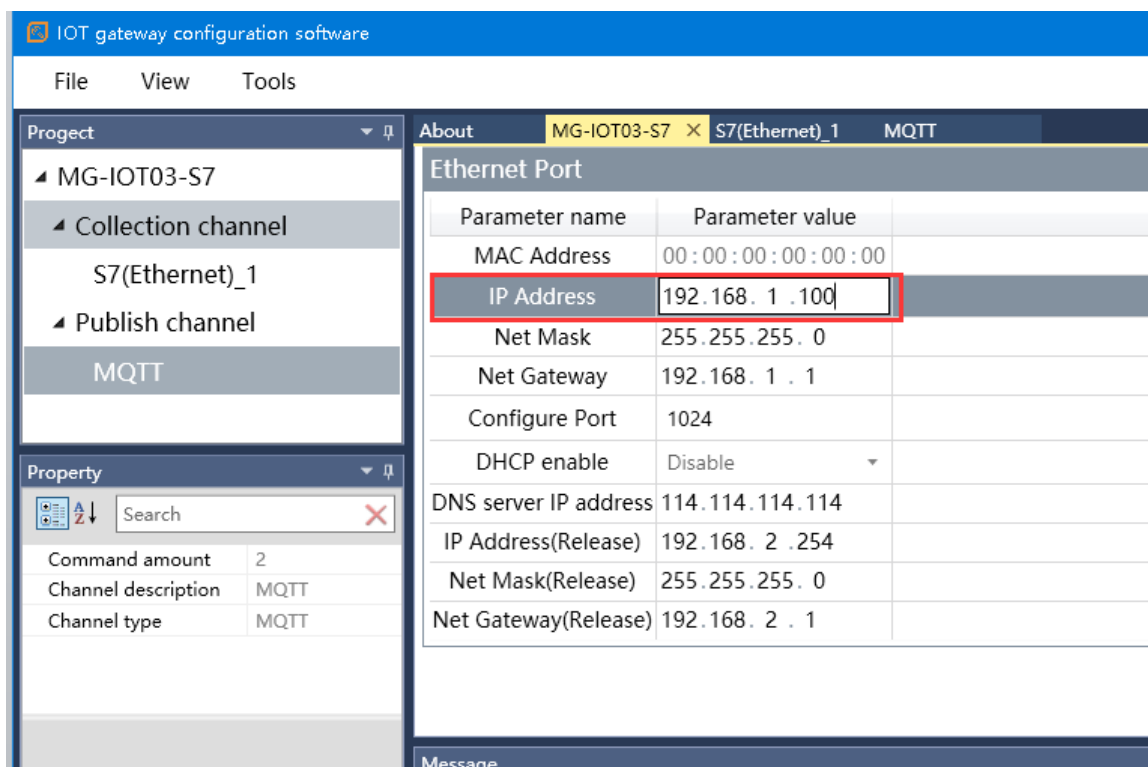 IOT gateway configuration software
File View Tools
Progect
MG-IOT03-S7
Collection channel
S7(Ethernet)_1
Publish channel
MQTT
Property
Search
Command amount 2
Channel description MQTT
Channel type MQTT
About MG-IOT03-S7 S7(Ethernet)_1 MQTT
Ethernet Port
Parameter name Parameter value
MAC Address 00:00:00:00:00:00
IP Address 192.168. 1 .100
Net Mask 255.255.255. 0
Net Gateway 192.168. 1 . 1
Configure Port 1024
DHCP enable Disable
DNS server IP address 114.114.114.114
IP Address(Release) 192.168. 2 .254
Net Mask(Release) 255.255.255. 0
Net Gateway(Release) 192.168. 2 . 1
Message